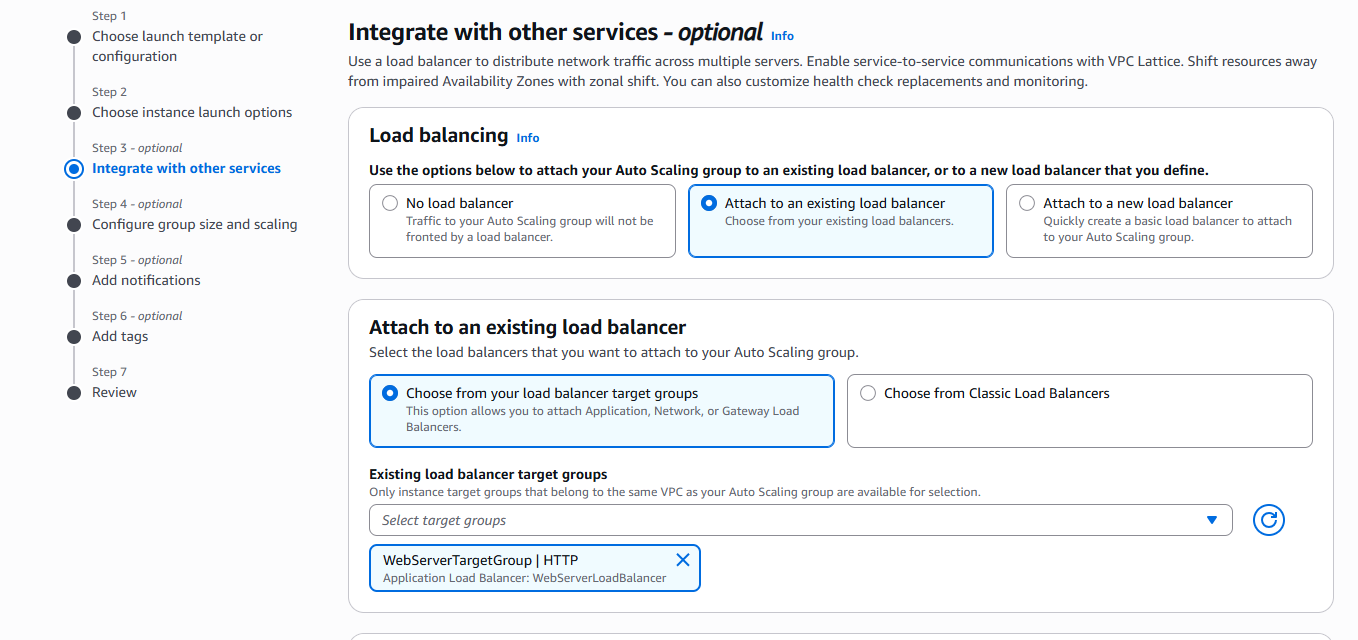 Step 1
Choose launch template or
configuration
Step 2
Choose instance launch options
Step 3 - optional
Integrate with other services
Step 4 - optional
Configure group size and scaling
Step 5 - optional
Add notifications
Step 6 - optional
Add tags
Step 7
Review
Integrate with other services - optional Info
Use a load balancer to distribute network traffic across multiple servers. Enable service-to-service communications with VPC Lattice. Shift resources away
from impaired Availability Zones with zonal shift. You can also customize health check replacements and monitoring.
Load balancing Info
Use the options below to attach your Auto Scaling group to an existing load balancer, or to a new load balancer that you define.
No load balancer
Traffic to your Auto Scaling group will not be
fronted by a load balancer.
Attach to an existing load balancer
Choose from your existing load balancers.
Attach to a new load balancer
Quickly create a basic load balancer to attach
to your Auto Scaling group.
Attach to an existing load balancer
Select the load balancers that you want to attach to your Auto Scaling group.
Choose from your load balancer target groups
This option allows you to attach Application, Network, or Gateway Load
Balancers.
Choose from Classic Load Balancers
Existing load balancer target groups
Only instance target groups that belong to the same VPC as your Auto Scaling group are available for selection.
Select target groups
WebServerTargetGroup | HTTP
Application Load Balancer: WebServerLoadBalancer